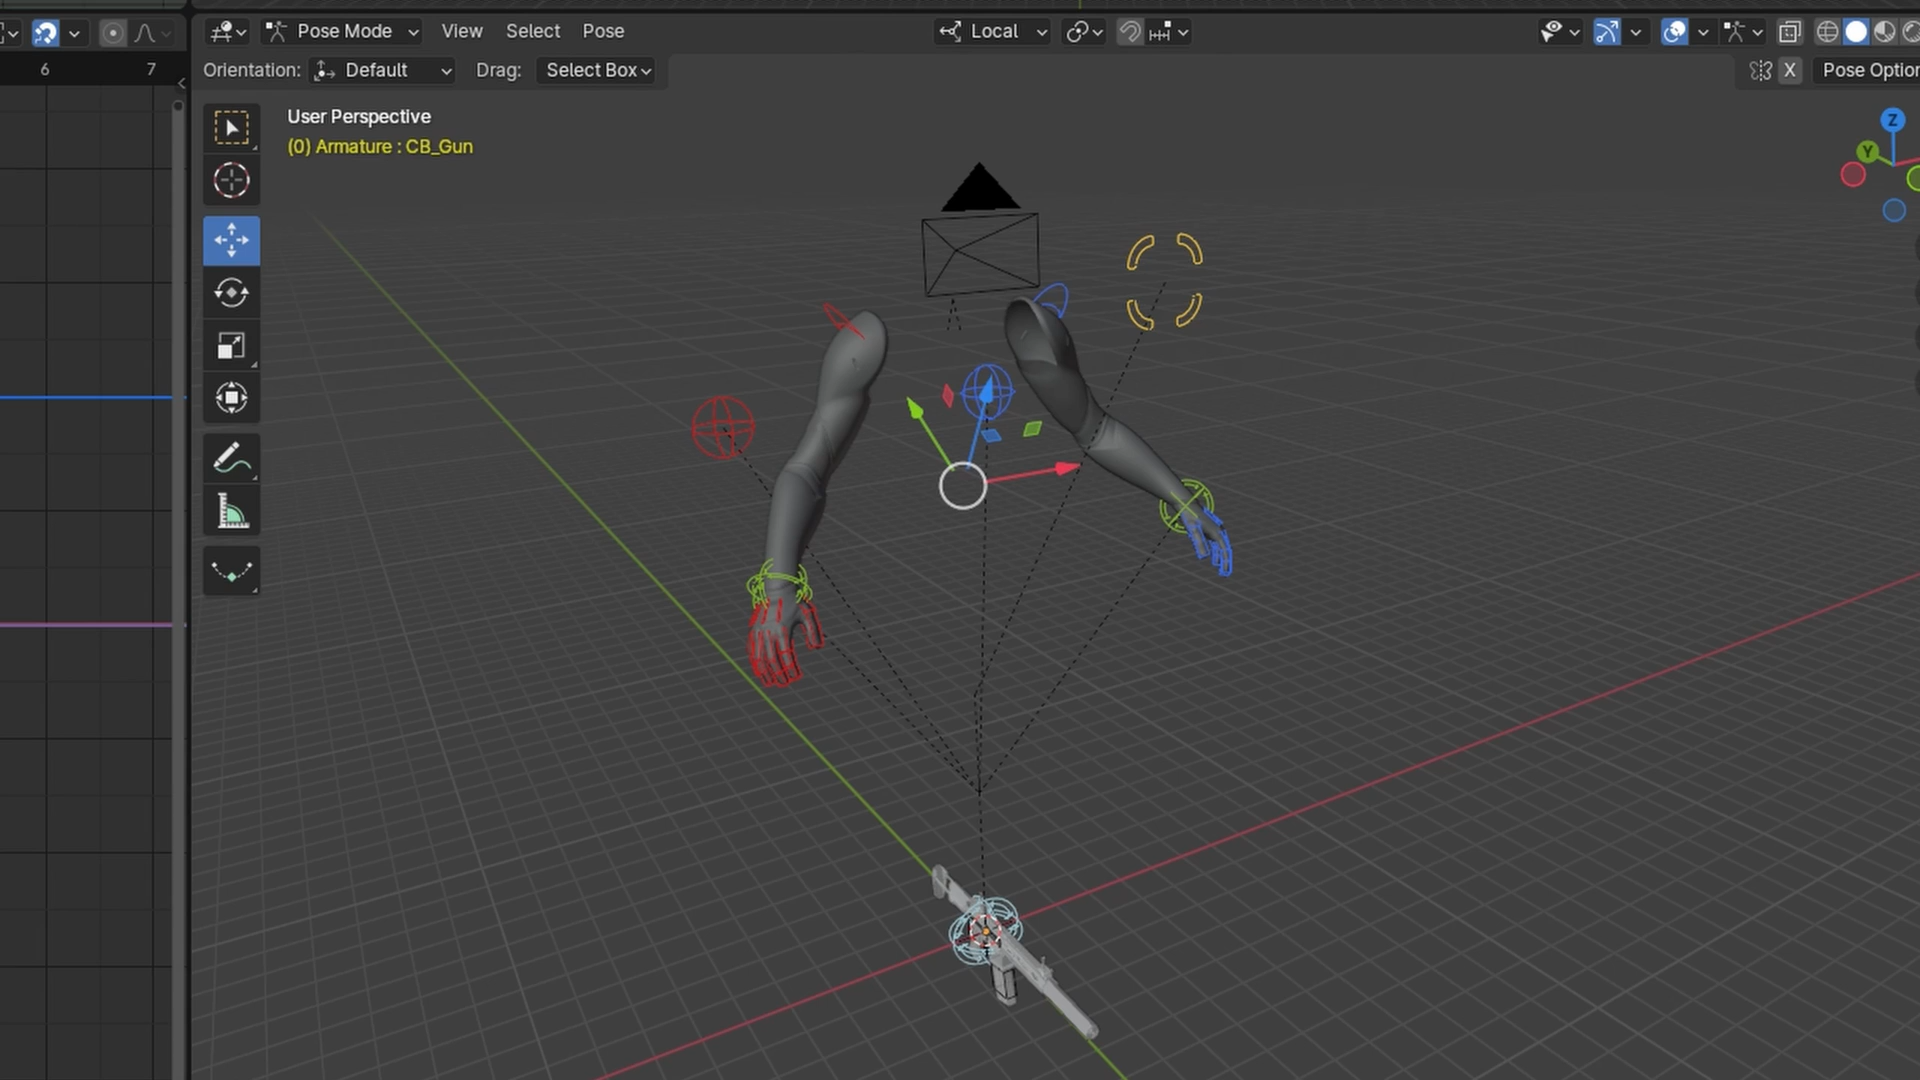 Pose Mode View Select Pose Local
6 7 Orientation: Default Drag: Select Box X Pose Option
User Perspective
(0) Armature : CB_Gun
Z
Y